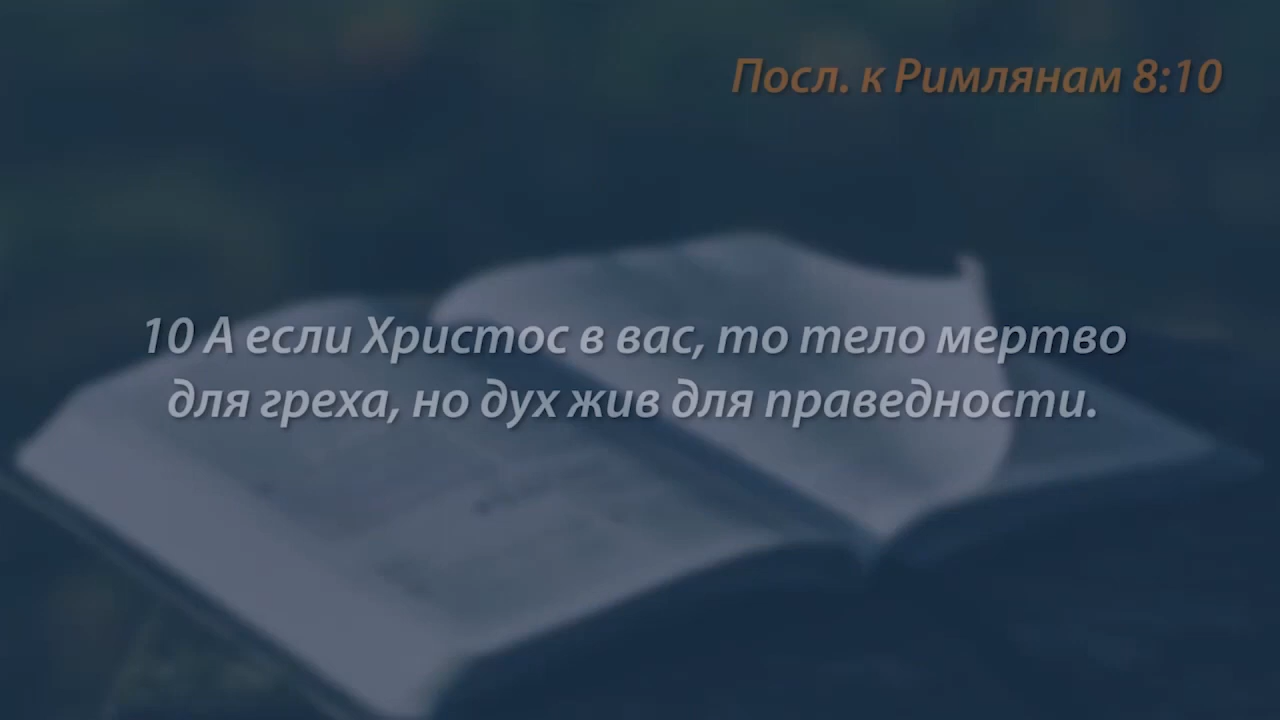 Посл. к Римлянам 8:10
10 А если Христос в вас, то тело мертво
для греха, но дух жив для праведности.